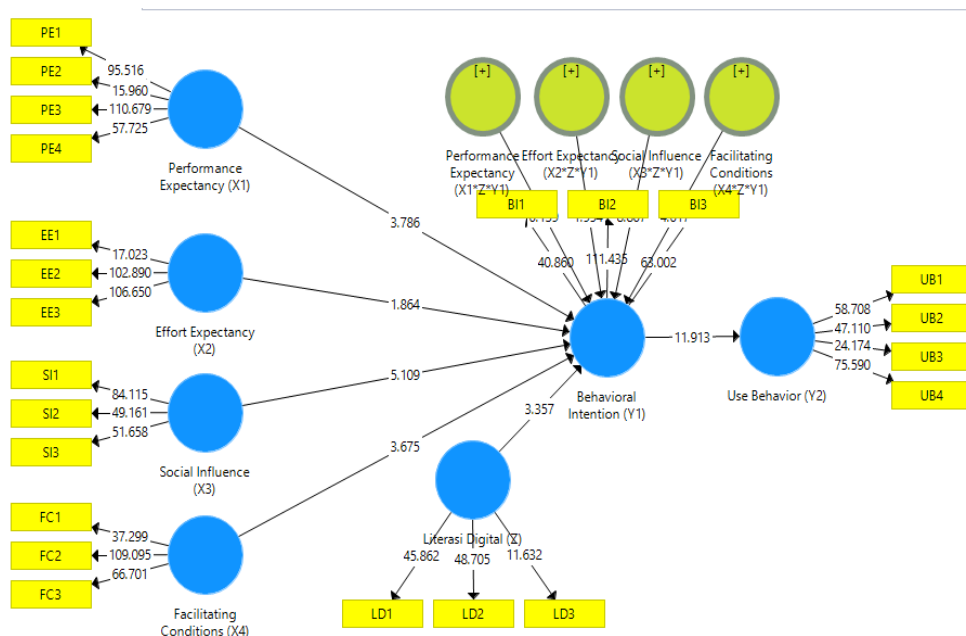 PE1
PE2
PE3
PE4
95.516
15.960
110.679
57.725
Performance
Expectancy (X1)
EE1
EE2
EE3
17.023
102.890
106.650
Effort Expectancy
(X2)
SI1
SI2
SI3
84.115
49.161
51.658
Social Influence
(X3)
FC1
FC2
FC3
37.299
109.095
66.701
Facilitating
Conditions (X4)
3.786
1.864
5.109
3.675
3.357
[+]
[+]
[+]
[+]
Performance
Expectancy
(X1*Z*Y1)
Effort Expectancy
(X2*Z*Y1)
Social Influence
(X3*Z*Y1)
Facilitating
Conditions
(X4*Z*Y1)
BI1
BI2
BI3
40.860
111.435
63.002
Behavioral
Intention (Y1)
11.913
Use Behavior (Y2)
58.708
47.110
24.174
75.590
UB1
UB2
UB3
UB4
Literasi Digital (Z)
45.862
48.705
11.632
LD1
LD2
LD3